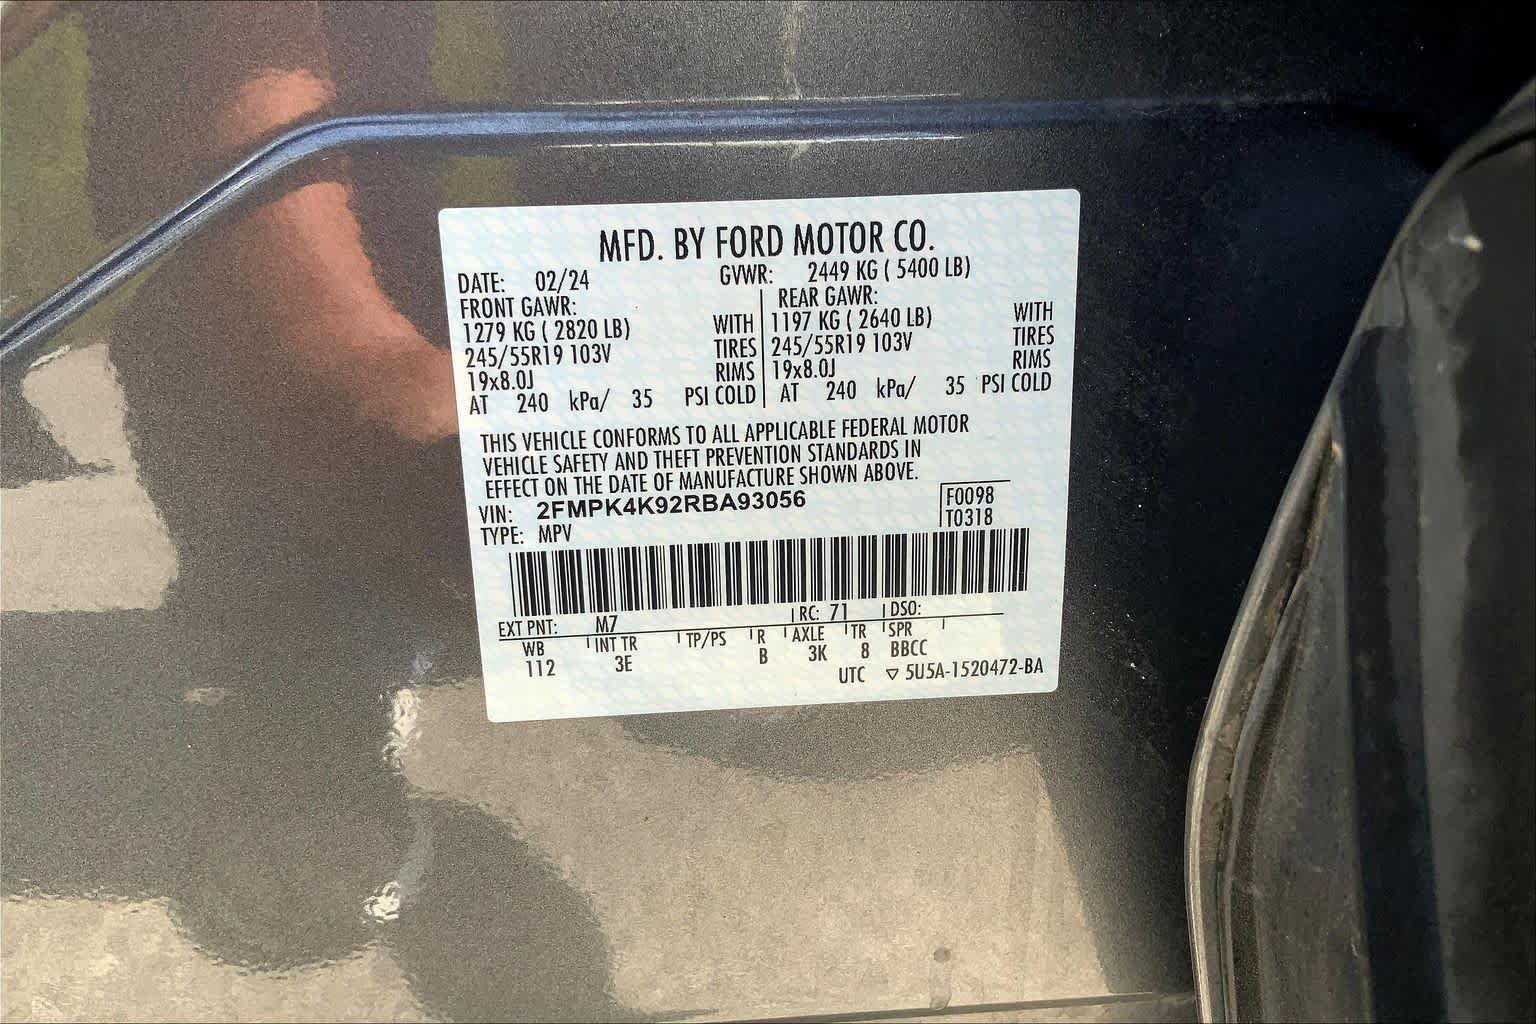 MFD. BY FORD MOTOR CO.
DATE: 02/24 GVWR: 2449 KG ( 5400 LB)
FRONT GAWR: REAR GAWR:
1279 KG ( 2820 LB) WITH 1197 KG ( 2640 LB) WITH
245/55R19 103V TIRES 245/55R19 103V TIRES
19x8.0J RIMS 19x8.0J RIMS
AT 240 kPa/ 35 PSI COLD AT 240 kPa/ 35 PSI COLD
THIS VEHICLE CONFORMS TO ALL APPLICABLE FEDERAL MOTOR
VEHICLE SAFETY AND THEFT PREVENTION STANDARDS IN
EFFECT ON THE DATE OF MANUFACTURE SHOWN ABOVE.
VIN: 2FMPK4K92RBA93056 F0098
TYPE: MPV T0318
EXT PNT: M7 RC: 71 DSO:
WB INT TR TP/PS R AXLE TR SPR
112 3E B 3K 8 BBCC
UTC ▽ 5U5A-1520472-BA